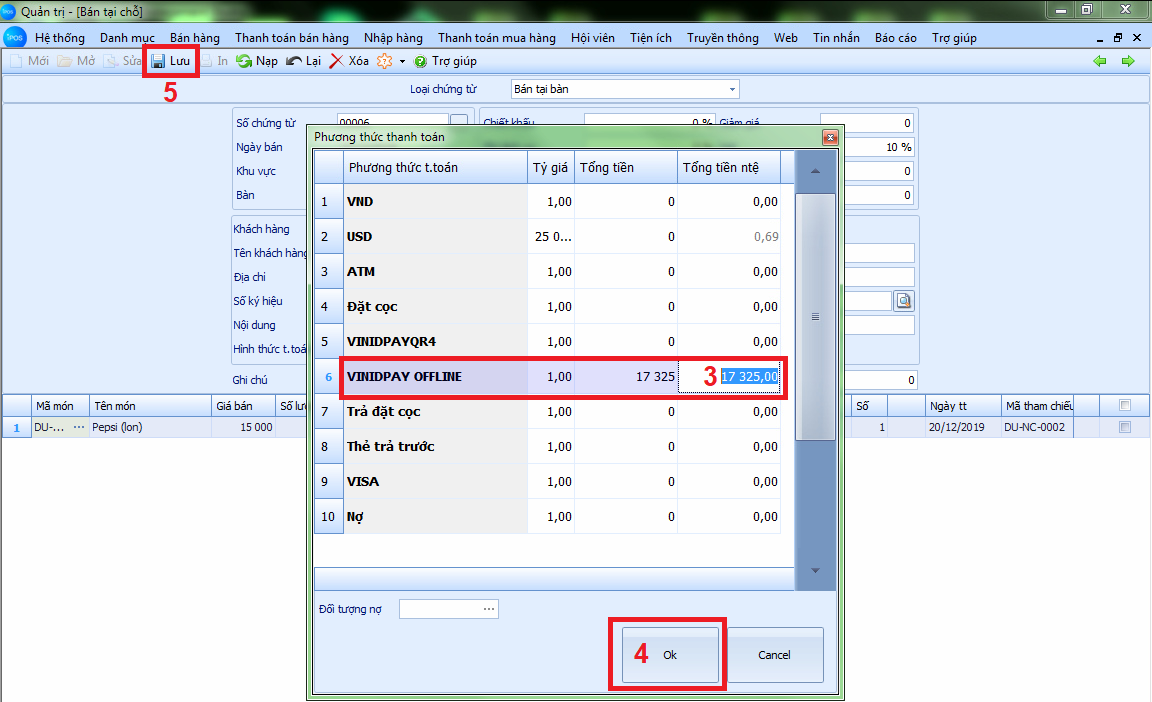 Quản trị - [Bán tại chỗ]
iPOS Hệ thống Danh mục Bán hàng Thanh toán bán hàng Nhập hàng Thanh toán mua hàng Hội viên Tiện ích Truyền thông Web Tin nhắn Báo cáo Trợ giúp
Mới Mở Sửa Lưu In Nạp Lại Xóa Trợ giúp
5
Loại chứng từ Bán tại bàn
Số chứng từ 00006 Chiết khấu 0 % Giảm giá 0
Ngày bán 10 %
Khu vực 0
Bàn 0
Khách hàng
Tên khách hàng
Địa chỉ
Số ký hiệu
Nội dung
Hình thức t.toán
Ghi chú 0
Mã món Tên món Giá bán Số Ngày tt Mã tham chiếu
1 DU-... ... Pepsi (lon) 15 000 1 20/12/2019 DU-NC-0002
Phương thức thanh toán
Phương thức t.toán Tỷ giá Tổng tiền Tổng tiền ntệ
1 VND 1,00 0 0,00
2 USD 25 0... 0 0,69
3 ATM 1,00 0 0,00
4 Đặt cọc 1,00 0 0,00
5 VINIDPAYQR4 1,00 0 0,00
6 VINIDPAY OFFLINE 1,00 17 325 3 17 325,00
7 Trả đặt cọc 1,00 0 0,00
8 Thẻ trả trước 1,00 0 0,00
9 VISA 1,00 0 0,00
10 Nợ 1,00 0 0,00
Đối tượng nợ ...
4 Ok Cancel